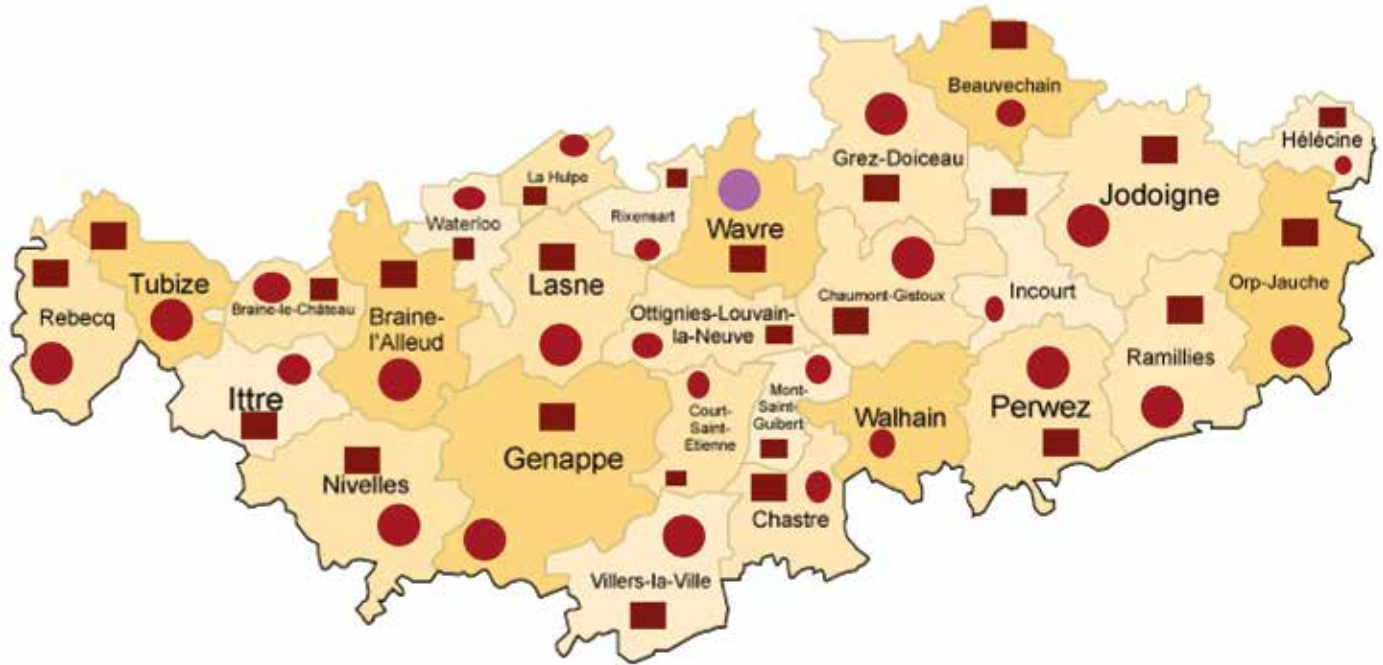 Beauvechain
Hélécine
Grez-Doiceau
La Hulpe
Jodoigne
Rixensart
Waterloo
Wavre
Tubize
Lasne
Orp-Jauche
Incourt
Chaumont-Gistoux
Braine-le-Château
Rebecq
Braine-
l'Alleud
Ottignies-Louvain-
la-Neuve
Ramillies
Ittre
Mont-
Saint-
Guibert
Perwez
Court-
Saint-
Etienne
Walhain
Genappe
Nivelles
Chastre
Villers-la-Ville